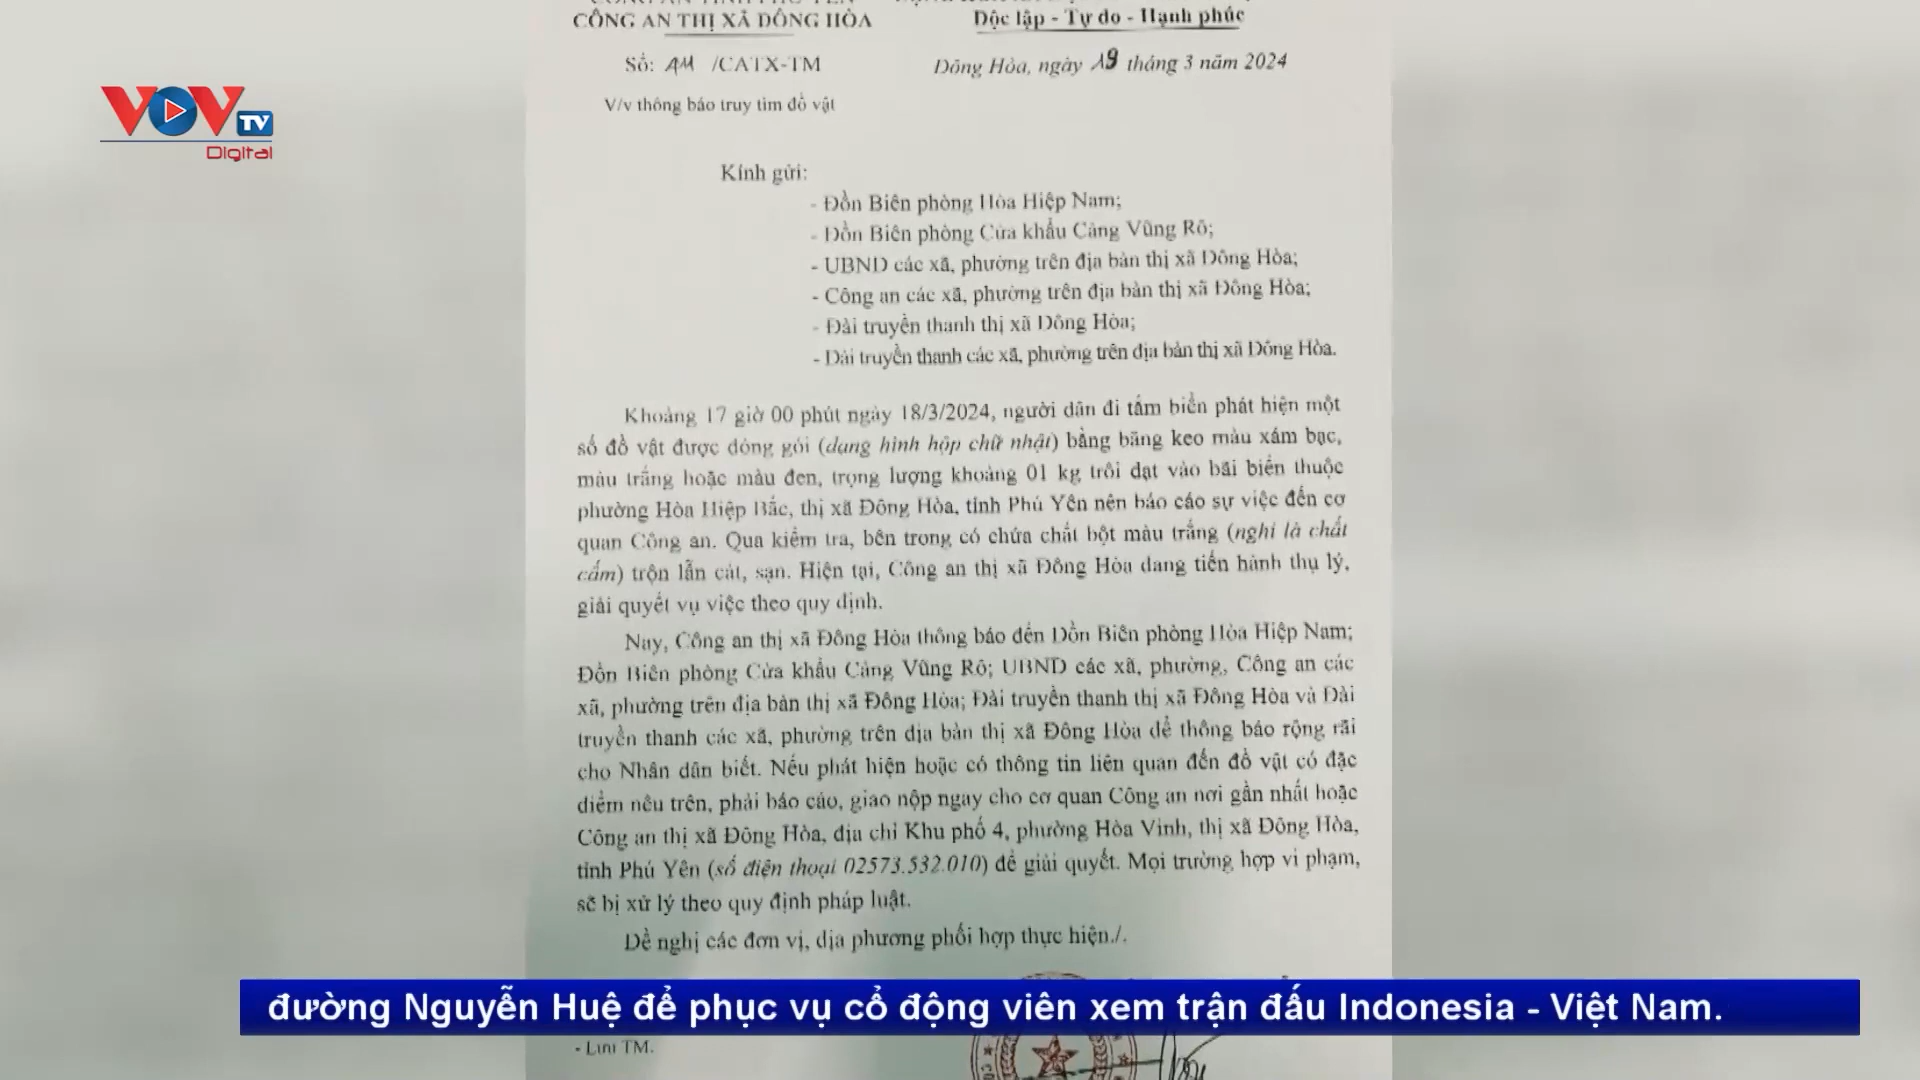 CÔNG AN THỊ XÃ ĐÔNG HÒA
Độc lập - Tự do - Hạnh phúc
Số: /CATX-TM
Đông Hòa, ngày 19 tháng 3 năm 2024
V/v thông báo truy tìm đồ vật
VOV TV
Digital
Kính gửi:
- Đồn Biên phòng Hòa Hiệp Nam;
- Đồn Biên phòng Cửa khẩu Cảng Vũng Rô;
- UBND các xã, phường trên địa bàn thị xã Đông Hòa;
- Công an các xã, phường trên địa bàn thị xã Đông Hòa;
- Đài truyền thanh thị xã Đông Hòa;
- Đài truyền thanh các xã, phường trên địa bàn thị xã Đông Hòa.
Khoảng 17 giờ 00 phút ngày 18/3/2024, người dân đi tắm biển phát hiện một
số đồ vật được đóng gói (dạng hình hộp chữ nhật) bằng băng keo màu xám bạc,
màu trắng hoặc màu đen, trọng lượng khoảng 01 kg trôi dạt vào bãi biển thuộc
phường Hòa Hiệp Bắc, thị xã Đông Hòa, tỉnh Phú Yên nên báo cáo sự việc đến cơ
quan Công an. Qua kiểm tra, bên trong có chứa chất bột màu trắng (nghi là chất
cấm) trộn lẫn cát, sạn. Hiện tại, Công an thị xã Đông Hòa đang tiến hành thụ lý,
giải quyết vụ việc theo quy định.
Nay, Công an thị xã Đông Hòa thông báo đến Đồn Biên phòng Hòa Hiệp Nam;
Đồn Biên phòng Cửa khẩu Cảng Vũng Rô; UBND các xã, phường, Công an các
xã, phường trên địa bàn thị xã Đông Hòa; Đài truyền thanh thị xã Đông Hòa và Đài
truyền thanh các xã, phường trên địa bàn thị xã Đông Hòa để thông báo rộng rãi
cho Nhân dân biết. Nếu phát hiện hoặc có thông tin liên quan đến đồ vật có đặc
điểm nêu trên, phải báo cáo, giao nộp ngay cho cơ quan Công an nơi gần nhất hoặc
Công an thị xã Đông Hòa, địa chỉ Khu phố 4, phường Hòa Vinh, thị xã Đông Hòa,
tỉnh Phú Yên (số điện thoại 02573.532.010) để giải quyết. Mọi trường hợp vi phạm,
sẽ bị xử lý theo quy định pháp luật.
Đề nghị các đơn vị, địa phương phối hợp thực hiện./.
đường Nguyễn Huệ để phục vụ cổ động viên xem trận đấu Indonesia - Việt Nam.
- Lưu TM.